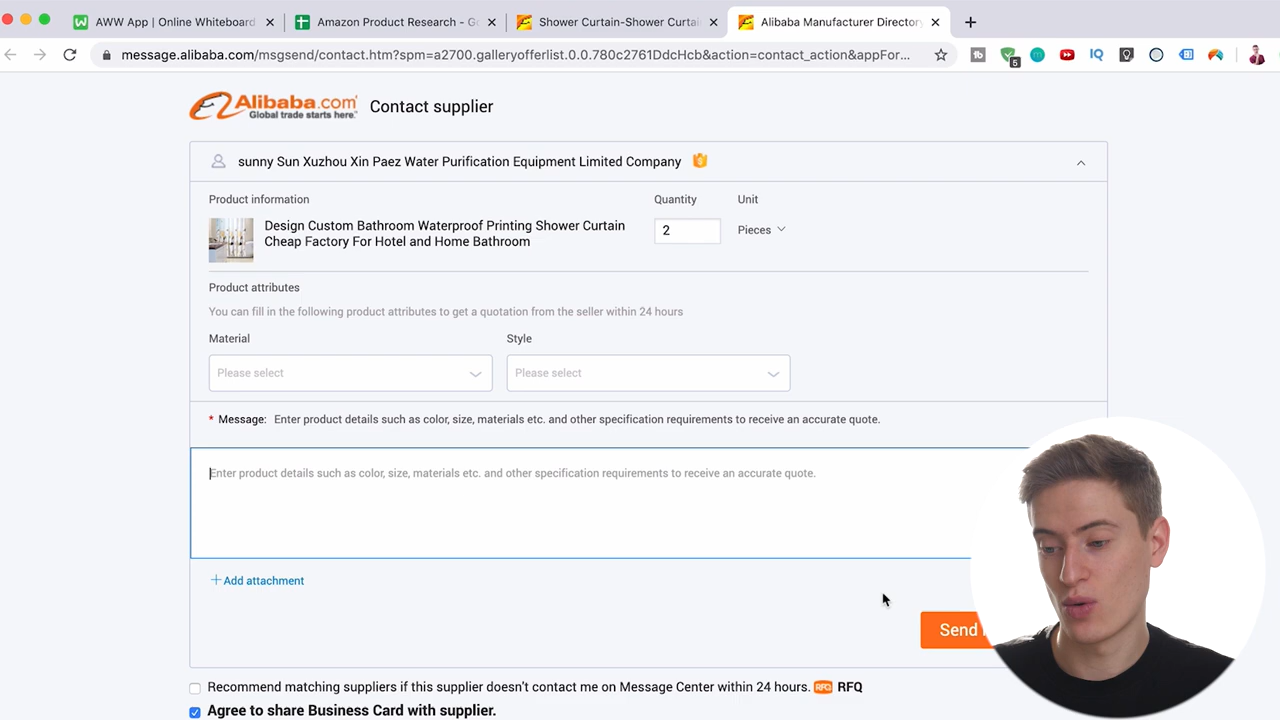 AWW App | Online Whiteboard
Amazon Product Research - Go
Shower Curtain-Shower Curtai
Alibaba Manufacturer Directory
message.alibaba.com/msgsend/contact.htm?spm=a2700.galleryofferlist.0.0.780c2761DdcHcb&action=contact_action&appFor...
5
IQ
Alibaba.com
Global trade starts here.
Contact supplier
sunny Sun Xuzhou Xin Paez Water Purification Equipment Limited Company
Product information
Quantity
Unit
Design Custom Bathroom Waterproof Printing Shower Curtain
Cheap Factory For Hotel and Home Bathroom
2
Pieces
Product attributes
You can fill in the following product attributes to get a quotation from the seller within 24 hours
Material
Style
Please select
Please select
* Message: Enter product details such as color, size, materials etc. and other specification requirements to receive an accurate quote.
Enter product details such as color, size, materials etc. and other specification requirements to receive an accurate quote.
+ Add attachment
Send
Recommend matching suppliers if this supplier doesn't contact me on Message Center within 24 hours. RFQ RFQ
Agree to share Business Card with supplier.